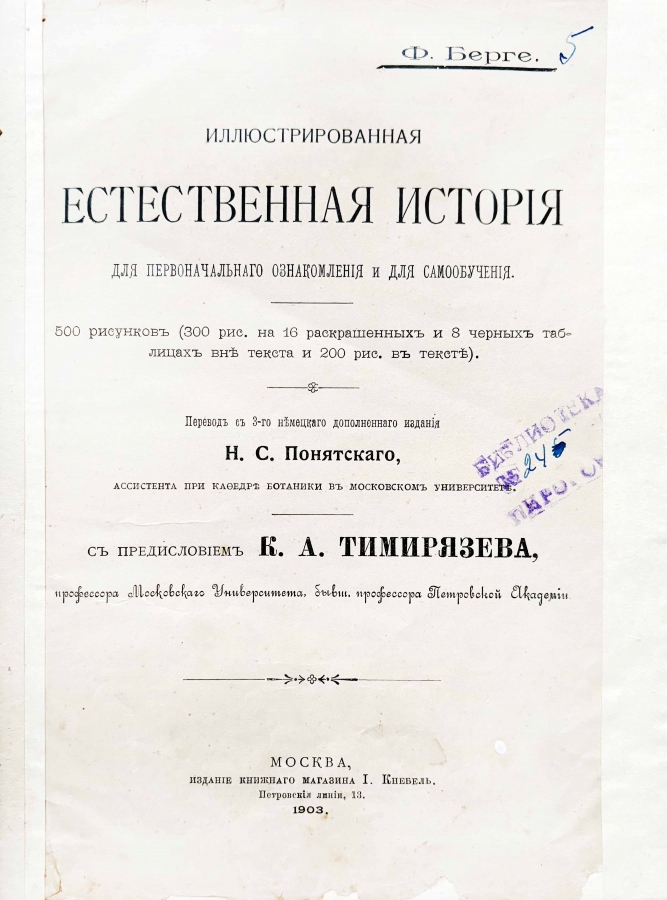 Ф. Берге. 5
ИЛЛЮСТРИРОВАННАЯ
ЕСТЕСТВЕННАЯ ИСТОРІЯ
ДЛЯ ПЕРВОНАЧАЛЬНАГО ОЗНАКОМЛЕНІЯ И ДЛЯ САМООБУЧЕНІЯ.
500 рисунковъ (300 рис. на 16 раскрашенныхъ и 8 черныхъ таб-
лицахъ внѣ текста и 200 рис. въ текстѣ).
Переводъ съ 3-го нѣмецкаго дополненнаго изданія
Н. С. Понятскаго,
АССИСТЕНТА ПРИ КАѲЕДРѢ БОТАНИКИ ВЪ МОСКОВСКОМЪ УНИВЕРСИТЕТѢ.
БИБЛИОТЕКА
№ 245
СЪ ПРЕДИСЛОВІЕМЪ К. А. ТИМИРЯЗЕВА,
профессора Московскаго Университета, бывш. профессора Петровской Академіи
МОСКВА,
ИЗДАНІЕ КНИЖНАГО МАГАЗИНА І. КНЕБЕЛЬ.
Петровскія линіи, 13.
1903.